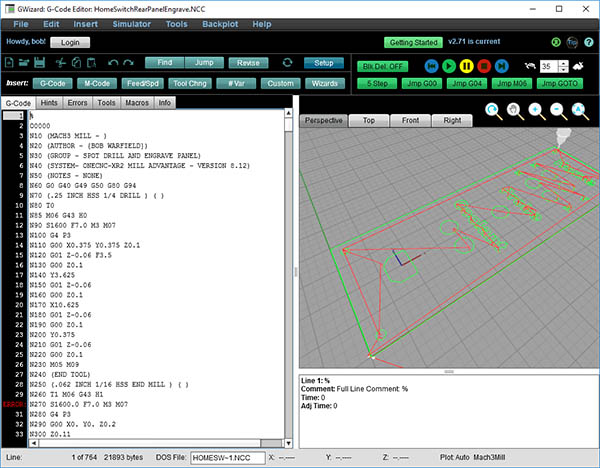 GWizard: G-Code Editor: HomeSwitchRearPanelEngrave.NCC
File Edit Insert Simulator Tools Backplot Help
Howdy, bob! Login Getting Started v2.71 is current
Find Jump Revise Setup Blk Del: OFF 35
Insert: G-Code M-Code Feed/Spd Tool Chng # Var Custom Wizards 5 Step Jmp G00 Jmp G04 Jmp M06 Jmp GOTO
G-Code Hints Errors Tools Macros Info
Perspective Top Front Right
1 %
2 O0000
3 N10 (MACH3 MILL - )
4 N20 (AUTHOR - {BOB WARFIELD})
5 N30 (GROUP - SPOT DRILL AND ENGRAVE PANEL)
6 N40 (SYSTEM- ONECNC-XR2 MILL ADVANTAGE - VERSION 8.12)
7 N50 (NOTES - NONE)
8 N60 G0 G40 G49 G50 G80 G94
9 N70 (.25 INCH HSS 1/4 DRILL ) ( )
10 N80 T0
11 N85 M06 G43 H0
12 N90 S1600 F7.0 M3 M07
13 N100 G4 P3
14 N110 G00 X0.375 Y0.375 Z0.1
15 N120 G01 Z-0.06 F3.5
16 N130 G00 Z0.1
17 N140 Y3.625
18 N150 G01 Z-0.06
19 N160 G00 Z0.1
20 N170 X10.625
21 N180 G01 Z-0.06
22 N190 G00 Z0.1
23 N200 Y0.375
24 N210 G01 Z-0.06
25 N220 G00 Z0.1
26 N230 M05 M09
27 N240 (END TOOL)
28 N250 (.062 INCH 1/16 HSS END MILL ) ( )
29 N260 T1 M06 G43 H1
ERROR: N270 S1600.0 F7.0 M3 M07
31 N280 G4 P3
32 N290 G00 X0. Y0. Z0.2
33 N300 Z0.11
Line 1: %
Comment: Full Line Comment: %
Time: 0
Adj Time: 0
Line: 1 of 764 21893 bytes DOS File: HOMESW~1.NCC X: --.---- Y: --.---- Z: --.---- Plot: Auto Mach3Mill